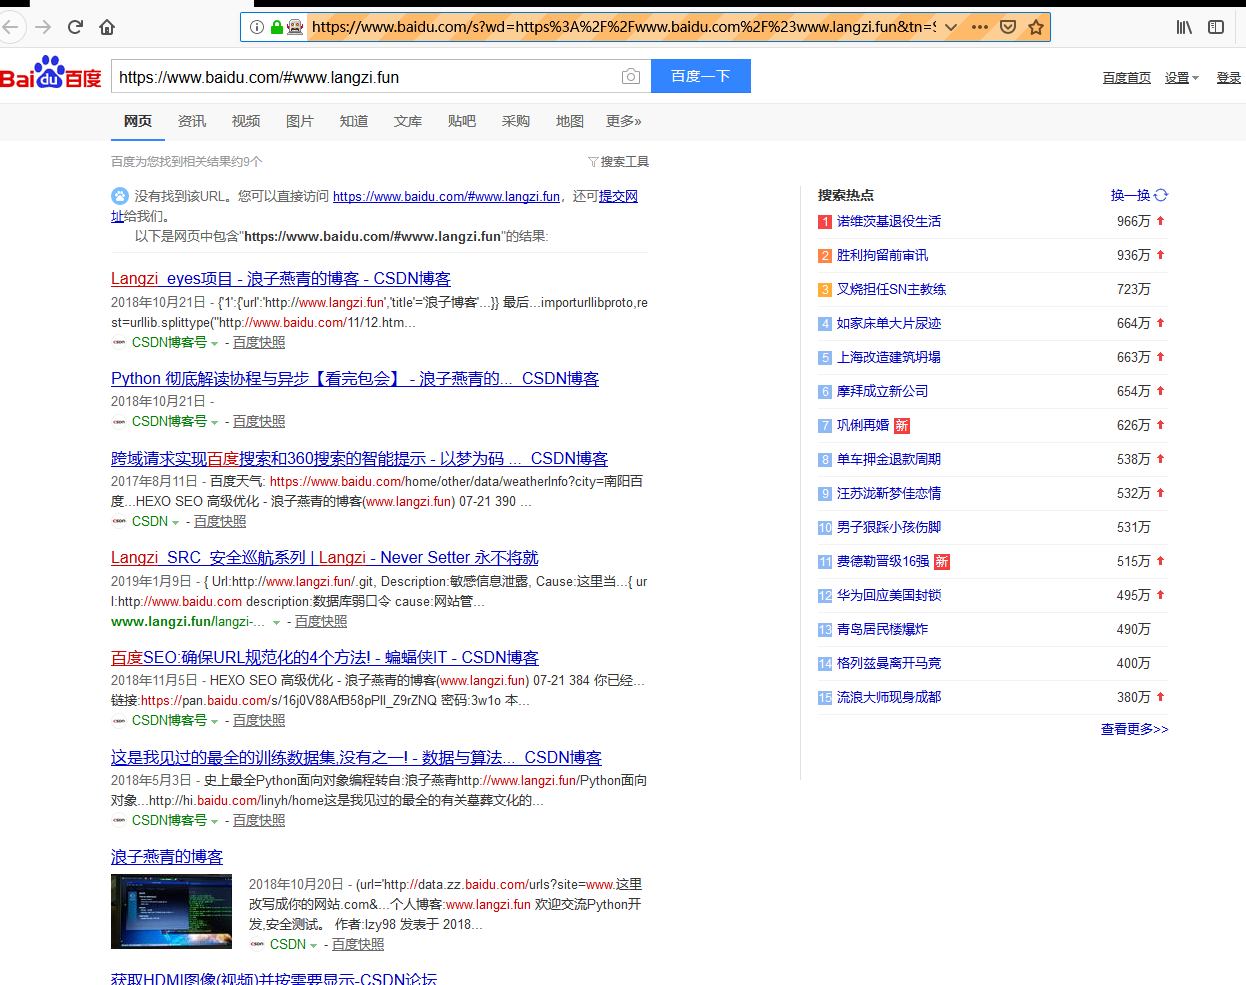 https://www.baidu.com/s?wd=https%3A%2F%2Fwww.baidu.com%2F%23www.langzi.fun&tn=
Bai du 百度
https://www.baidu.com/#www.langzi.fun
百度一下
百度首页 设置 登录
网页 资讯 视频 图片 知道 文库 贴吧 采购 地图 更多»
百度为您找到相关结果约9个
搜索工具
没有找到该URL。您可以直接访问 https://www.baidu.com/#www.langzi.fun，还可提交网
址给我们。
以下是网页中包含"https://www.baidu.com/#www.langzi.fun"的结果:
Langzi_eyes项目 - 浪子燕青的博客 - CSDN博客
2018年10月21日 - {'1':{'url':'http://www.langzi.fun','title'='浪子博客'...}} 最后...importurllibproto,re
st=urllib.splittype("http://www.baidu.com/11/12.htm...
CSDN博客号 - 百度快照
Python 彻底解读协程与异步【看完包会】 - 浪子燕青的... _CSDN博客
2018年10月21日 -
CSDN博客号 - 百度快照
跨域请求实现百度搜索和360搜索的智能提示 - 以梦为码 ... _CSDN博客
2017年8月11日 - 百度天气: https://www.baidu.com/home/other/data/weatherInfo?city=南阳百
度...HEXO SEO 高级优化 - 浪子燕青的博客(www.langzi.fun) 07-21 390 ...
CSDN - 百度快照
Langzi_SRC_安全巡航系列 | Langzi - Never Setter 永不将就
2019年1月9日 - { Url:http://www.langzi.fun/.git, Description:敏感信息泄露, Cause:这里当...{ ur
l:http://www.baidu.com description:数据库弱口令 cause:网站管...
www.langzi.fun/langzi-... - 百度快照
百度SEO:确保URL规范化的4个方法! - 蝙蝠侠IT - CSDN博客
2018年11月5日 - HEXO SEO 高级优化 - 浪子燕青的博客(www.langzi.fun) 07-21 384 你已经...
链接:https://pan.baidu.com/s/16j0V88AfB58pPlI_Z9rZNQ 密码:3w1o 本...
CSDN博客号 - 百度快照
这是我见过的最全的训练数据集,没有之一! - 数据与算法... _CSDN博客
2018年5月3日 - 史上最全Python面向对象编程转自:浪子燕青http://www.langzi.fun/Python面向
对象...http://hi.baidu.com/linyh/home这是我见过的最全的有关墓葬文化的...
CSDN博客号 - 百度快照
浪子燕青的博客
2018年10月20日 - (url='http://data.zz.baidu.com/urls?site=www.这里
改写成你的网站.com&...个人博客:www.langzi.fun 欢迎交流Python开
发,安全测试。 作者:lzy98 发表于 2018...
CSDN - 百度快照
获取HDMI图像(视频)并按需要显示-CSDN论坛
搜索热点 换一换
1 诺维茨基退役生活 966万
2 胜利拘留前审讯 936万
3 叉烧担任SN主教练 723万
4 如家床单大片尿迹 664万
5 上海改造建筑坍塌 663万
6 摩拜成立新公司 654万
7 巩俐再婚 新 626万
8 单车押金退款周期 538万
9 汪苏泷靳梦佳恋情 532万
10 男子狠踩小孩伤脚 531万
11 费德勒晋级16强 新 515万
12 华为回应美国封锁 495万
13 青岛居民楼爆炸 490万
14 格列兹曼离开马竞 400万
15 流浪大师现身成都 380万
查看更多>>